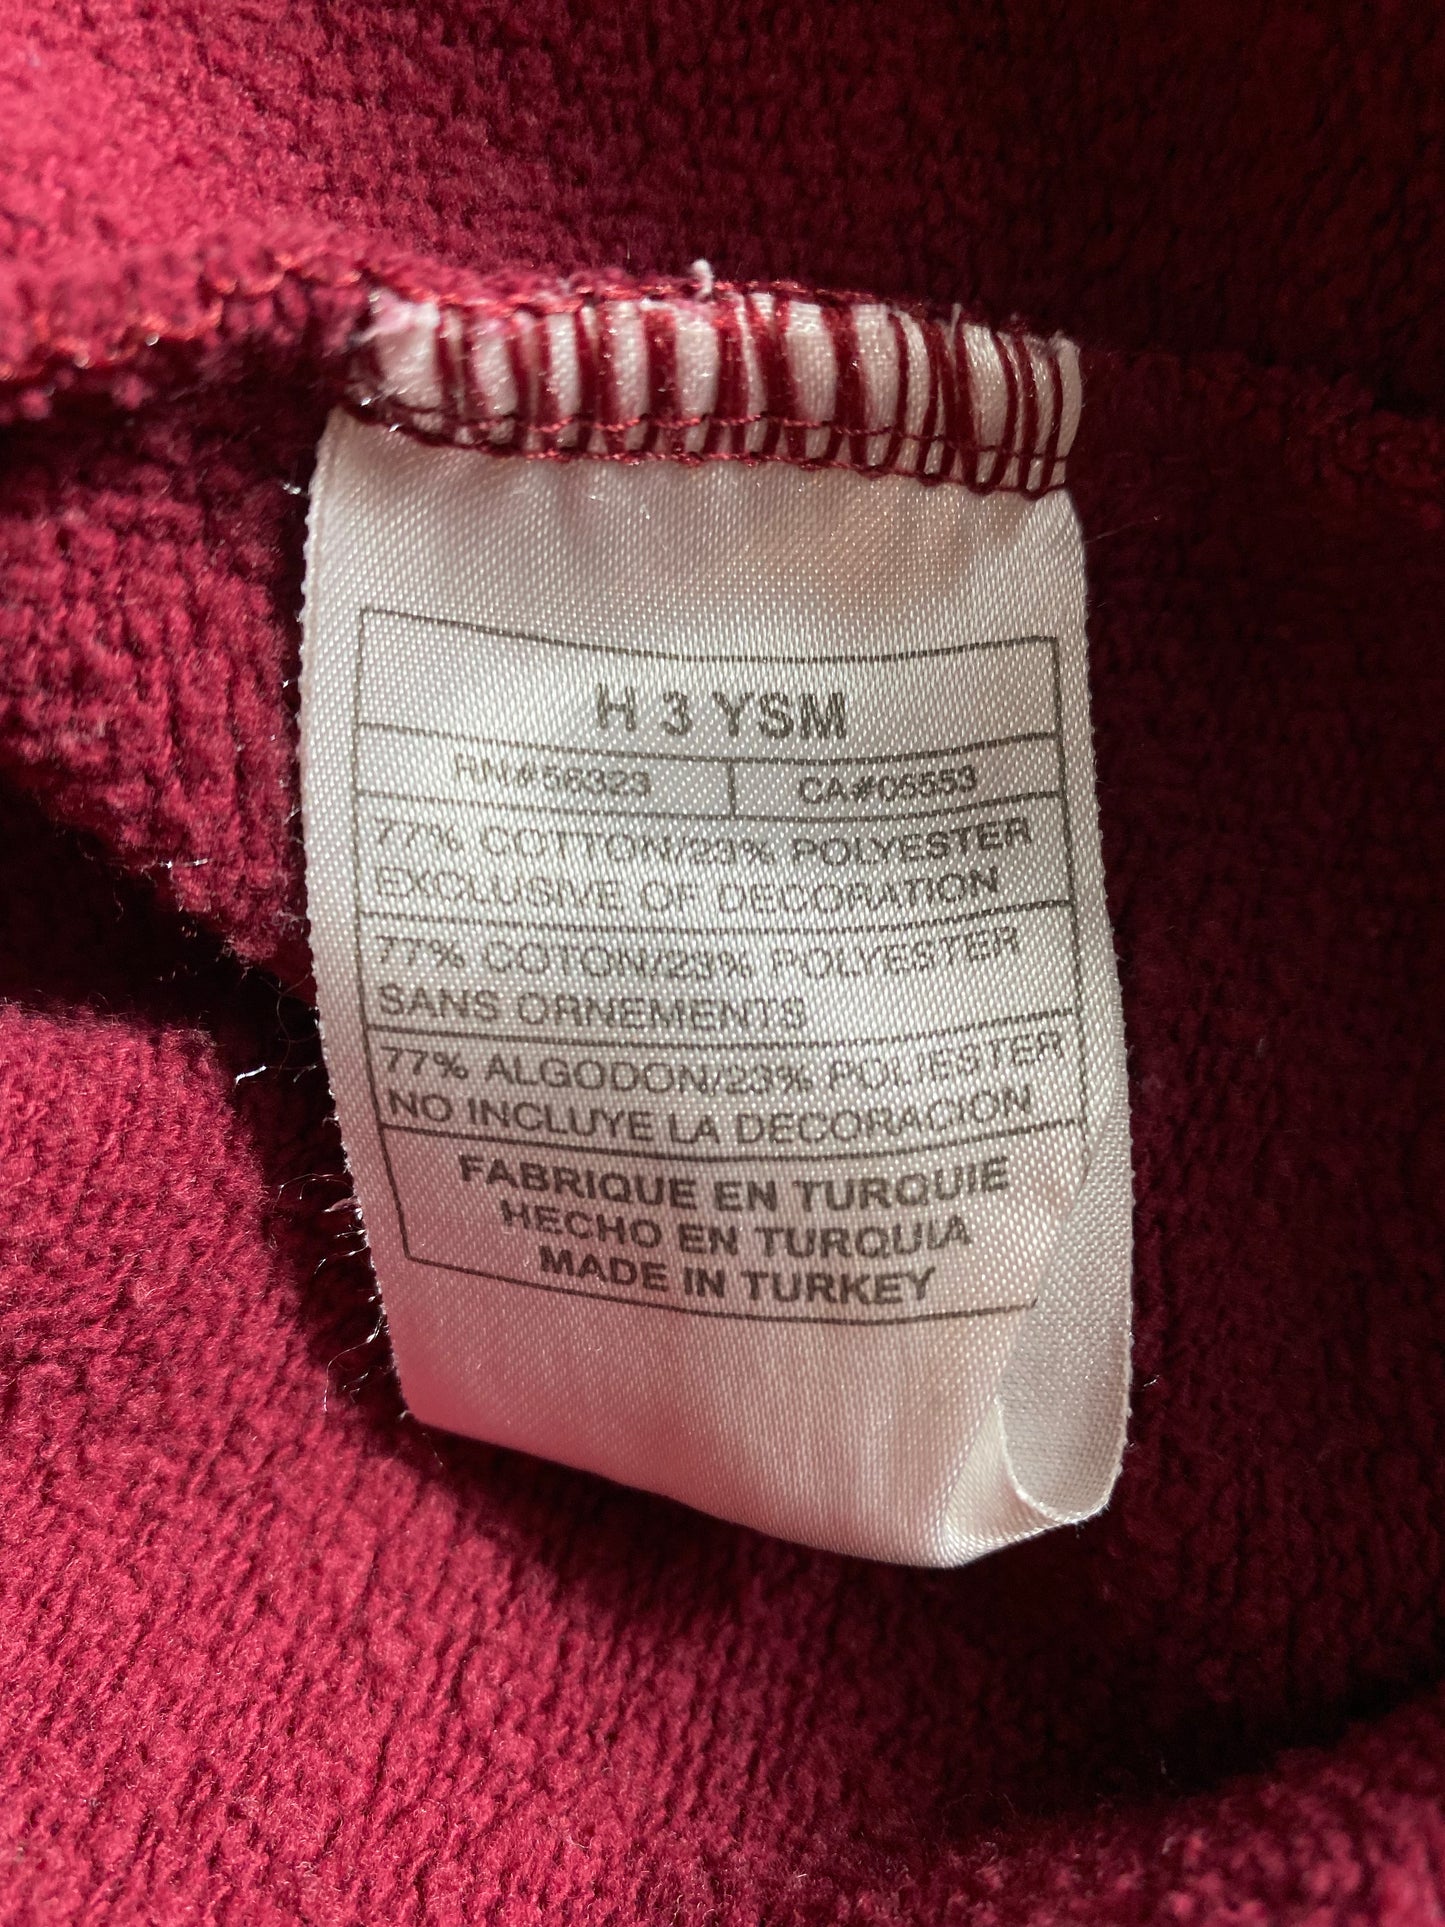 H 3 YSM
RN#56323 CA#05553
77% COTTON/23% POLYESTER
EXCLUSIVE OF DECORATION
77% COTON/23% POLYESTER
SANS ORNEMENTS
77% ALGODON/23% POLIESTER
NO INCLUYE LA DECORACION
FABRIQUE EN TURQUIE
HECHO EN TURQUIA
MADE IN TURKEY